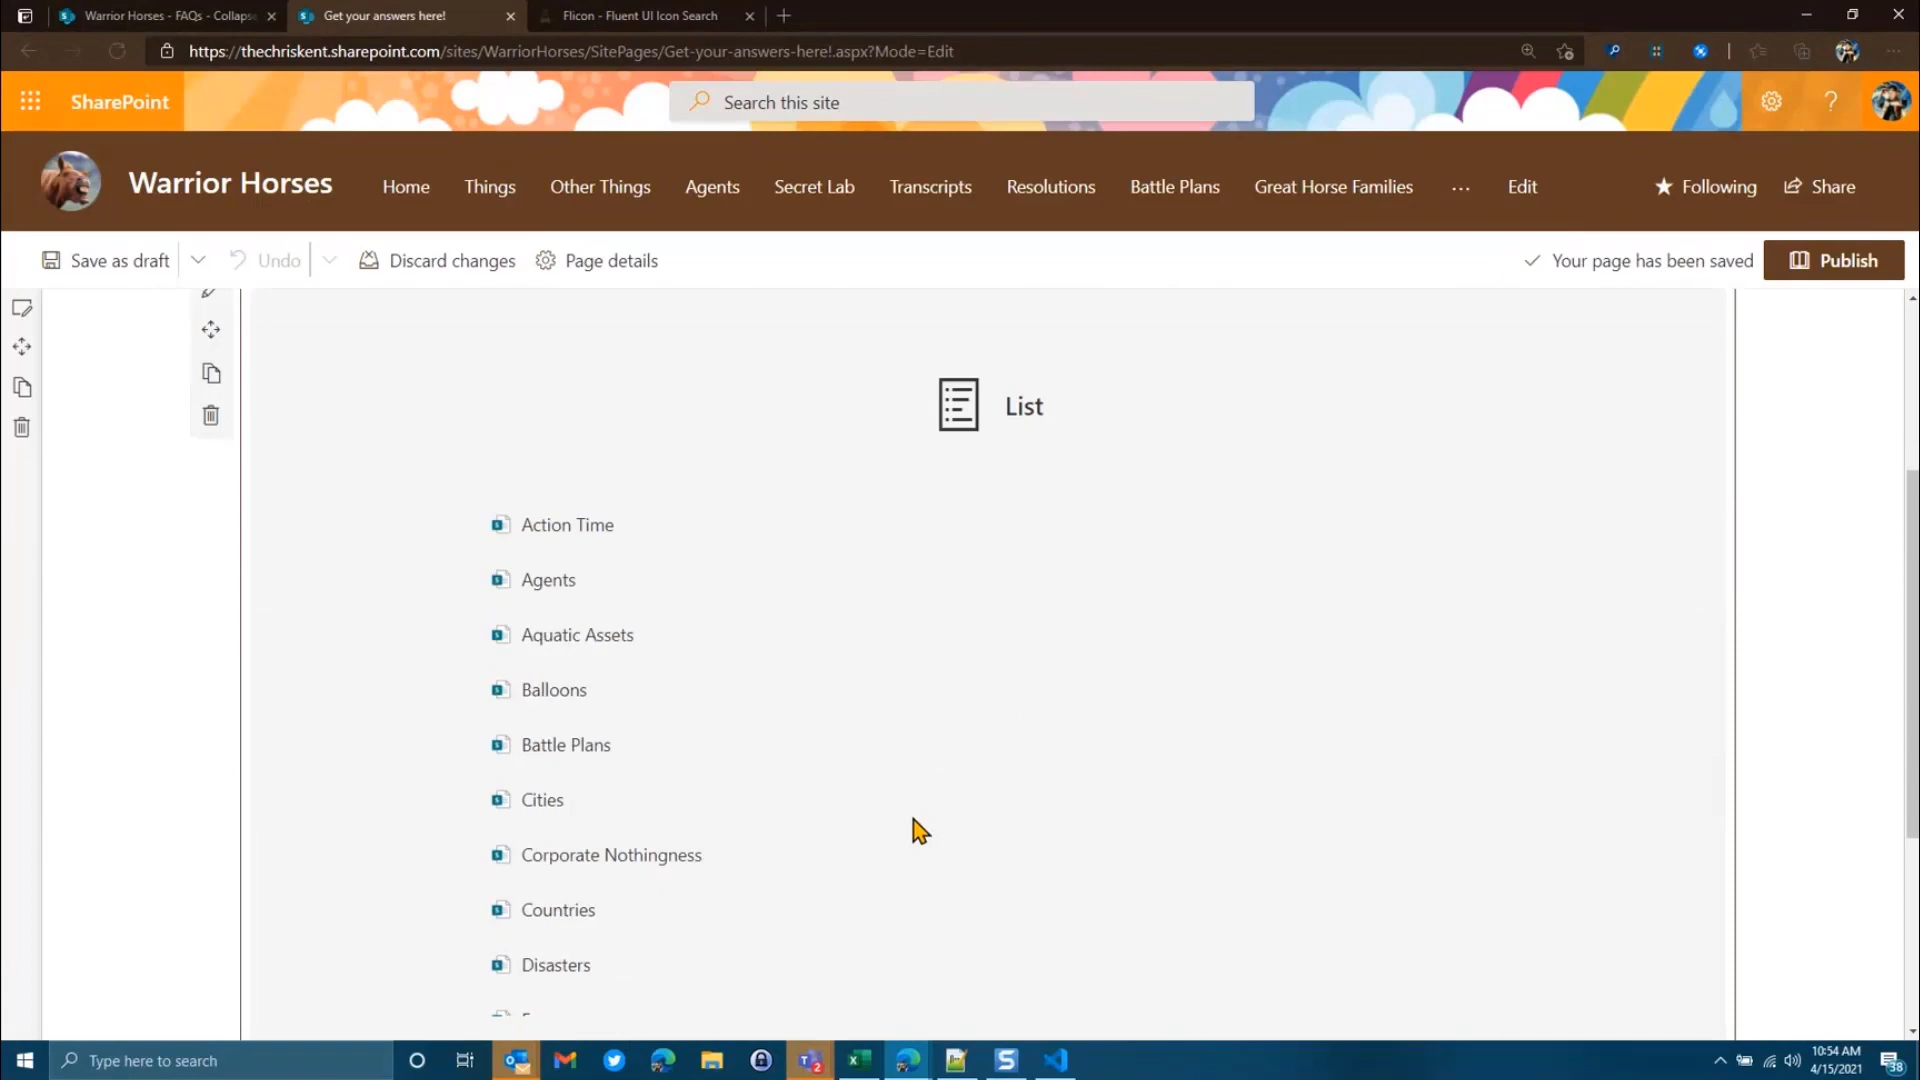 Warrior Horses - FAQs - Collaps
Get your answers here!
Flicon - Fluent UI Icon Search
https://thechriskent.sharepoint.com/sites/WarriorHorses/SitePages/Get-your-answers-here!.aspx?Mode=Edit
SharePoint
Search this site
?
Warrior Horses
Home
Things
Other Things
Agents
Secret Lab
Transcripts
Resolutions
Battle Plans
Great Horse Families
...
Edit
Following
Share
Save as draft
Undo
Discard changes
Page details
Your page has been saved
Publish
List
Action Time
Agents
Aquatic Assets
Balloons
Battle Plans
Cities
Corporate Nothingness
Countries
Disasters
Type here to search
10:54 AM
4/15/2021
38